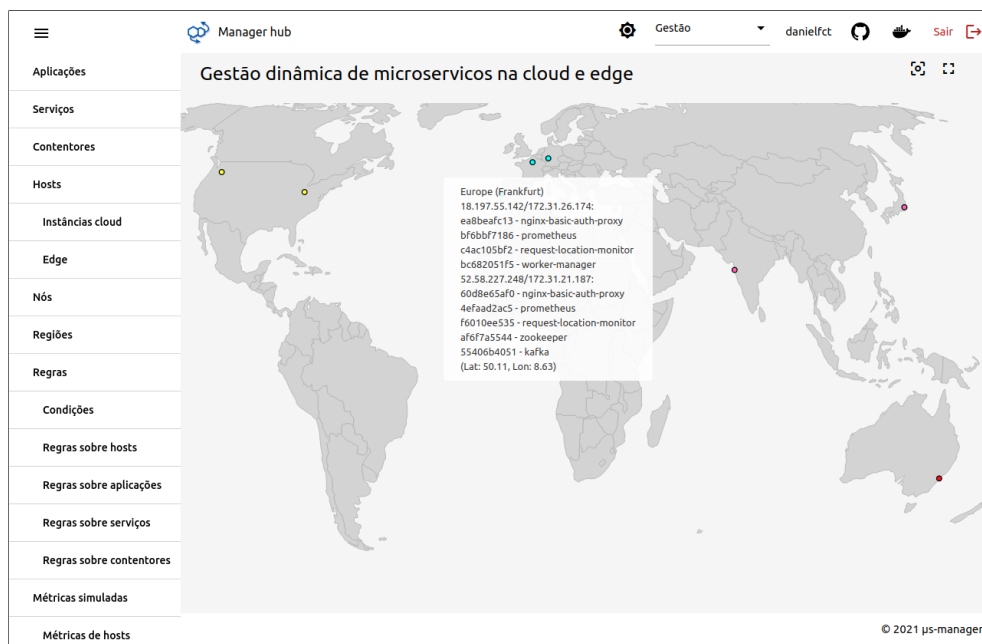 Manager hub
Gestão
danielfct
Sair
Aplicações
Serviços
Contentores
Hosts
Instâncias cloud
Edge
Nós
Regiões
Regras
Condições
Regras sobre hosts
Regras sobre aplicações
Regras sobre serviços
Regras sobre contentores
Métricas simuladas
Métricas de hosts
Gestão dinâmica de microservicos na cloud e edge
Europe (Frankfurt)
18.197.55.142/172.31.26.174:
ea8beafc13 - nginx-basic-auth-proxy
bf6bbf7186 - prometheus
c4ac105bf2 - request-location-monitor
bc682051f5 - worker-manager
52.58.227.248/172.31.21.187:
60d8e65af0 - nginx-basic-auth-proxy
4efaad2ac5 - prometheus
f6010ee535 - request-location-monitor
af6f7a5544 - zookeeper
55406b4051 - kafka
(Lat: 50.11, Lon: 8.63)
© 2021 µs-manager